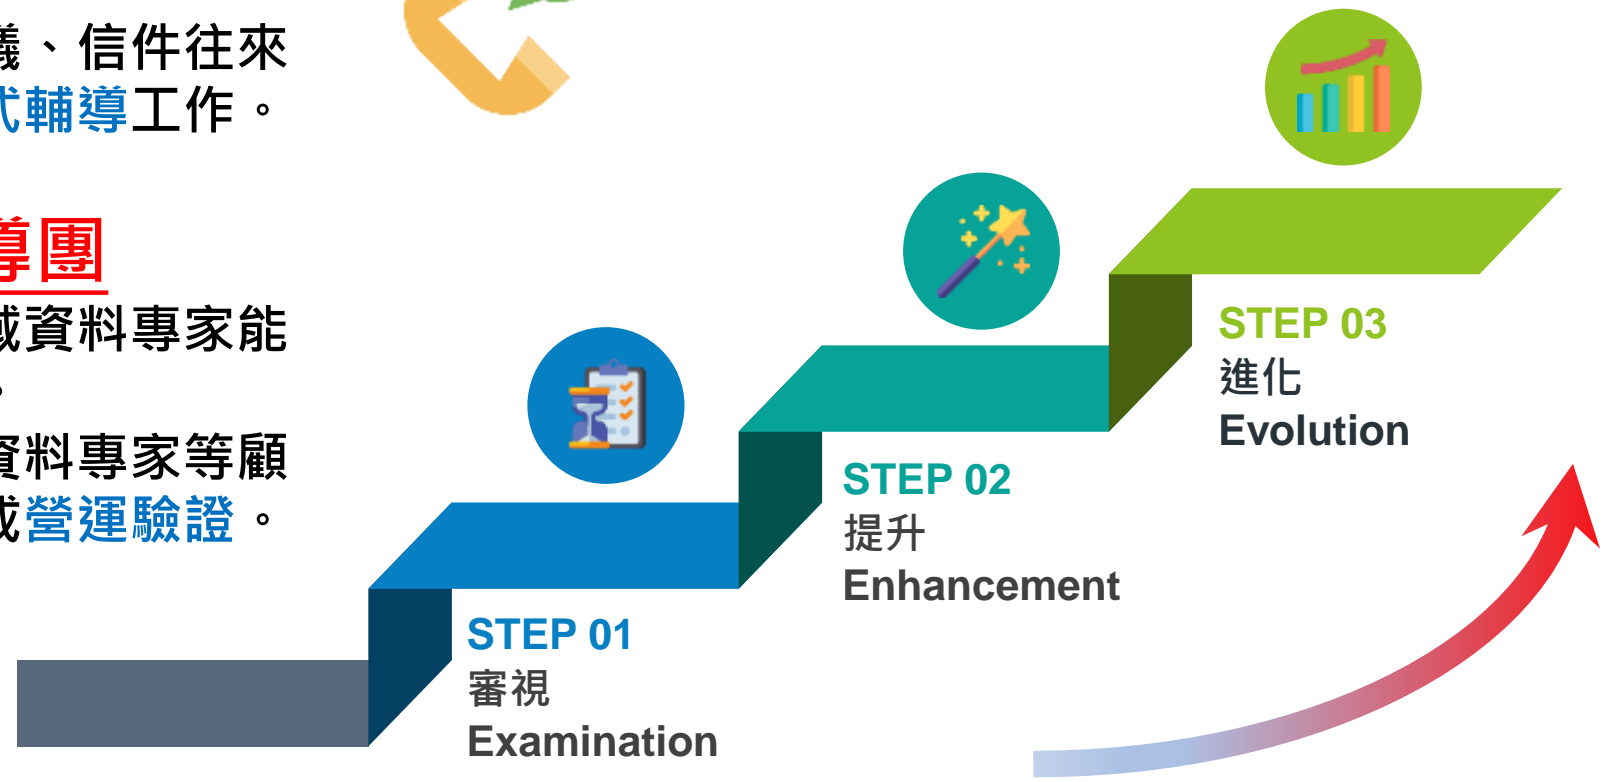 議、信件往來
式輔導工作。
導團
域資料專家能
。
資料專家等顧
成營運驗證。
STEP 01
審視
Examination
STEP 02
提升
Enhancement
STEP 03
進化
Evolution